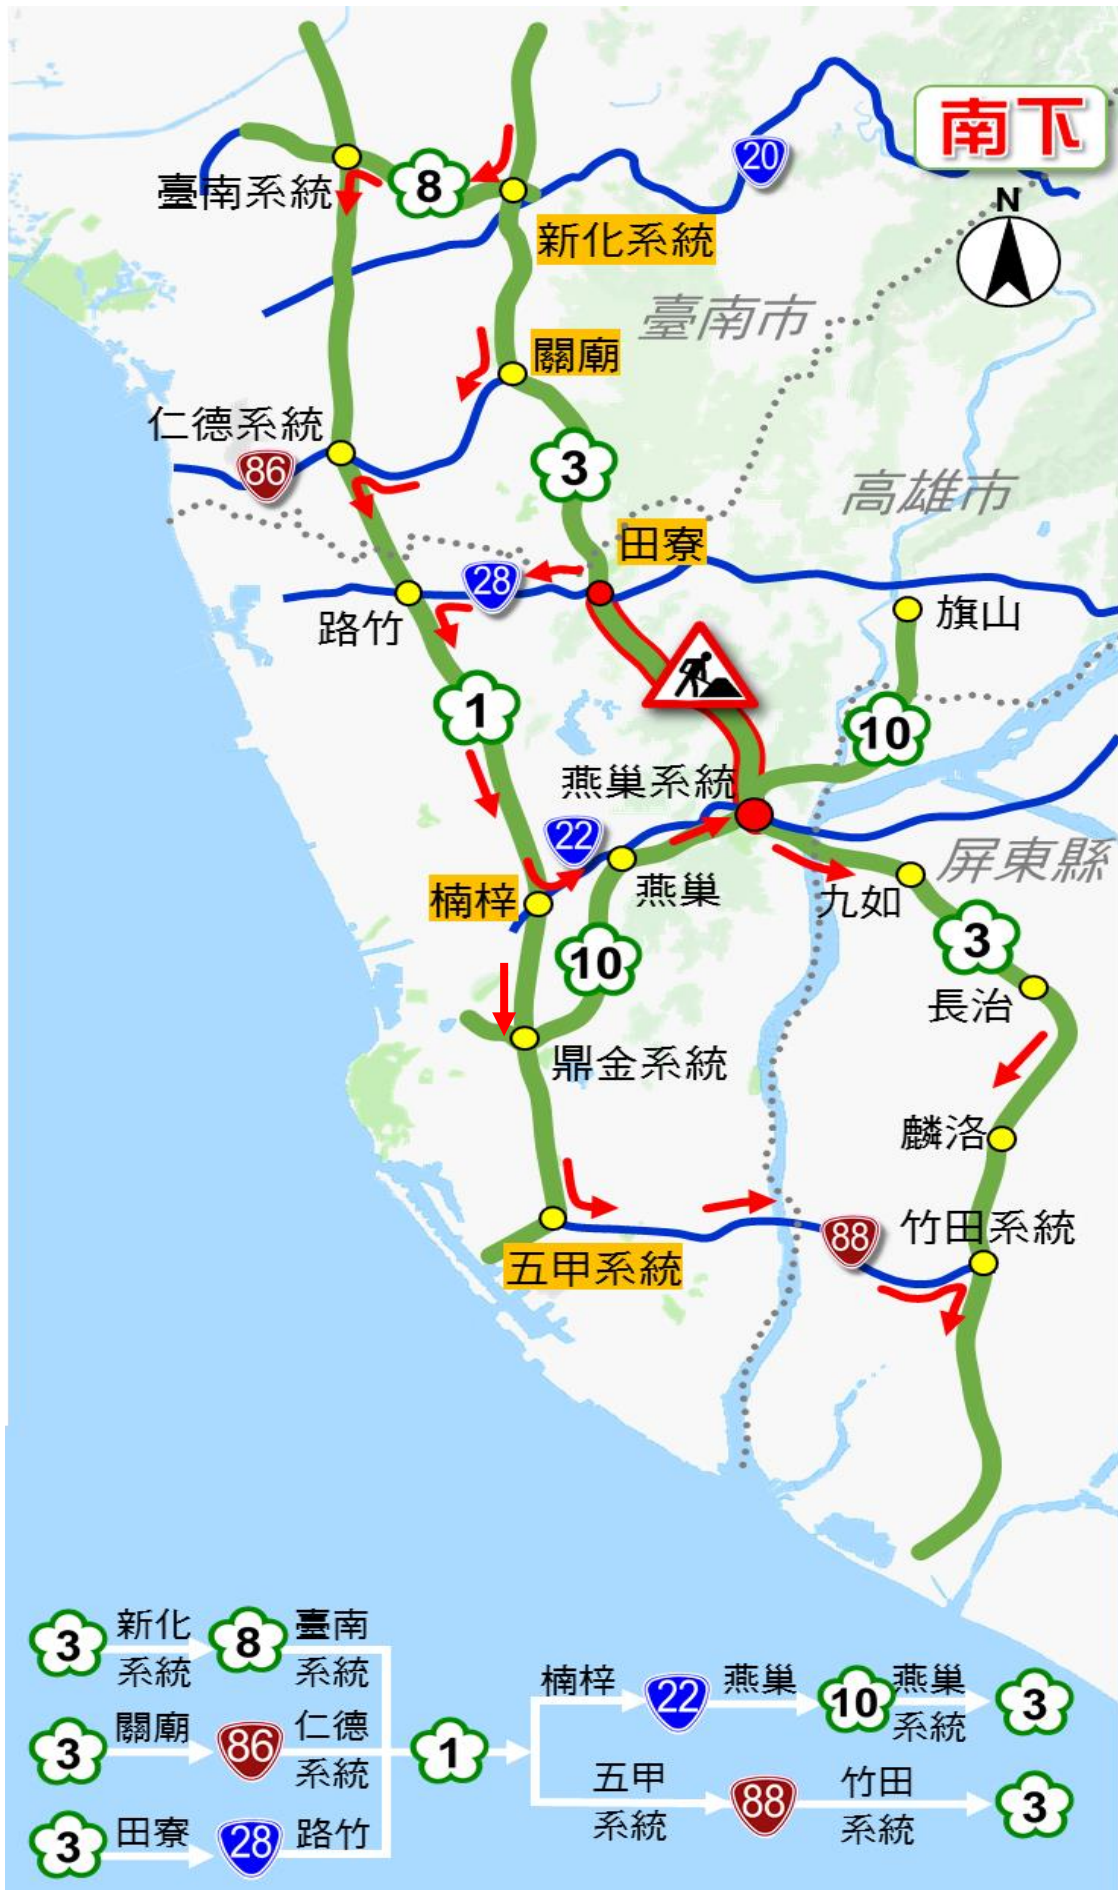 南下
N
20
臺南系統
8
新化系統
臺南市
關廟
仁德系統
86
3
高雄市
田寮
28
路竹
旗山
1
10
燕巢系統
22
屏東縣
燕巢
九如
楠梓
3
10
長治
鼎金系統
麟洛
竹田系統
88
五甲系統
3 新化系統 8 臺南系統
3 關廟 86 仁德系統
3 田寮 28 路竹
1
楠梓 22 燕巢 10 燕巢系統 3
五甲系統 88 竹田系統 3